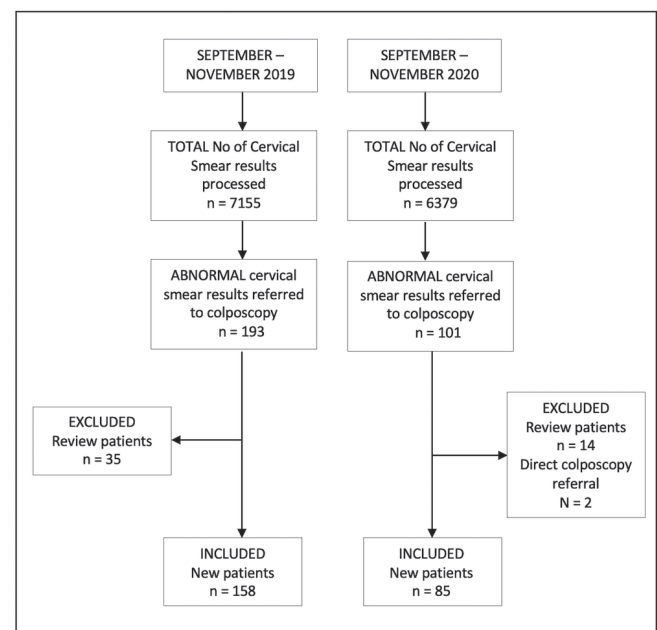 SEPTEMBER –
NOVEMBER 2019
TOTAL No of Cervical
Smear results
processed
n = 7155
ABNORMAL cervical
smear results referred
to colposcopy
n = 193
EXCLUDED
Review patients
n = 35
INCLUDED
New patients
n = 158
SEPTEMBER –
NOVEMBER 2020
TOTAL No of Cervical
Smear results
processed
n = 6379
ABNORMAL cervical
smear results referred
to colposcopy
n = 101
EXCLUDED
Review patients
n = 14
Direct colposcopy
referral
N = 2
INCLUDED
New patients
n = 85